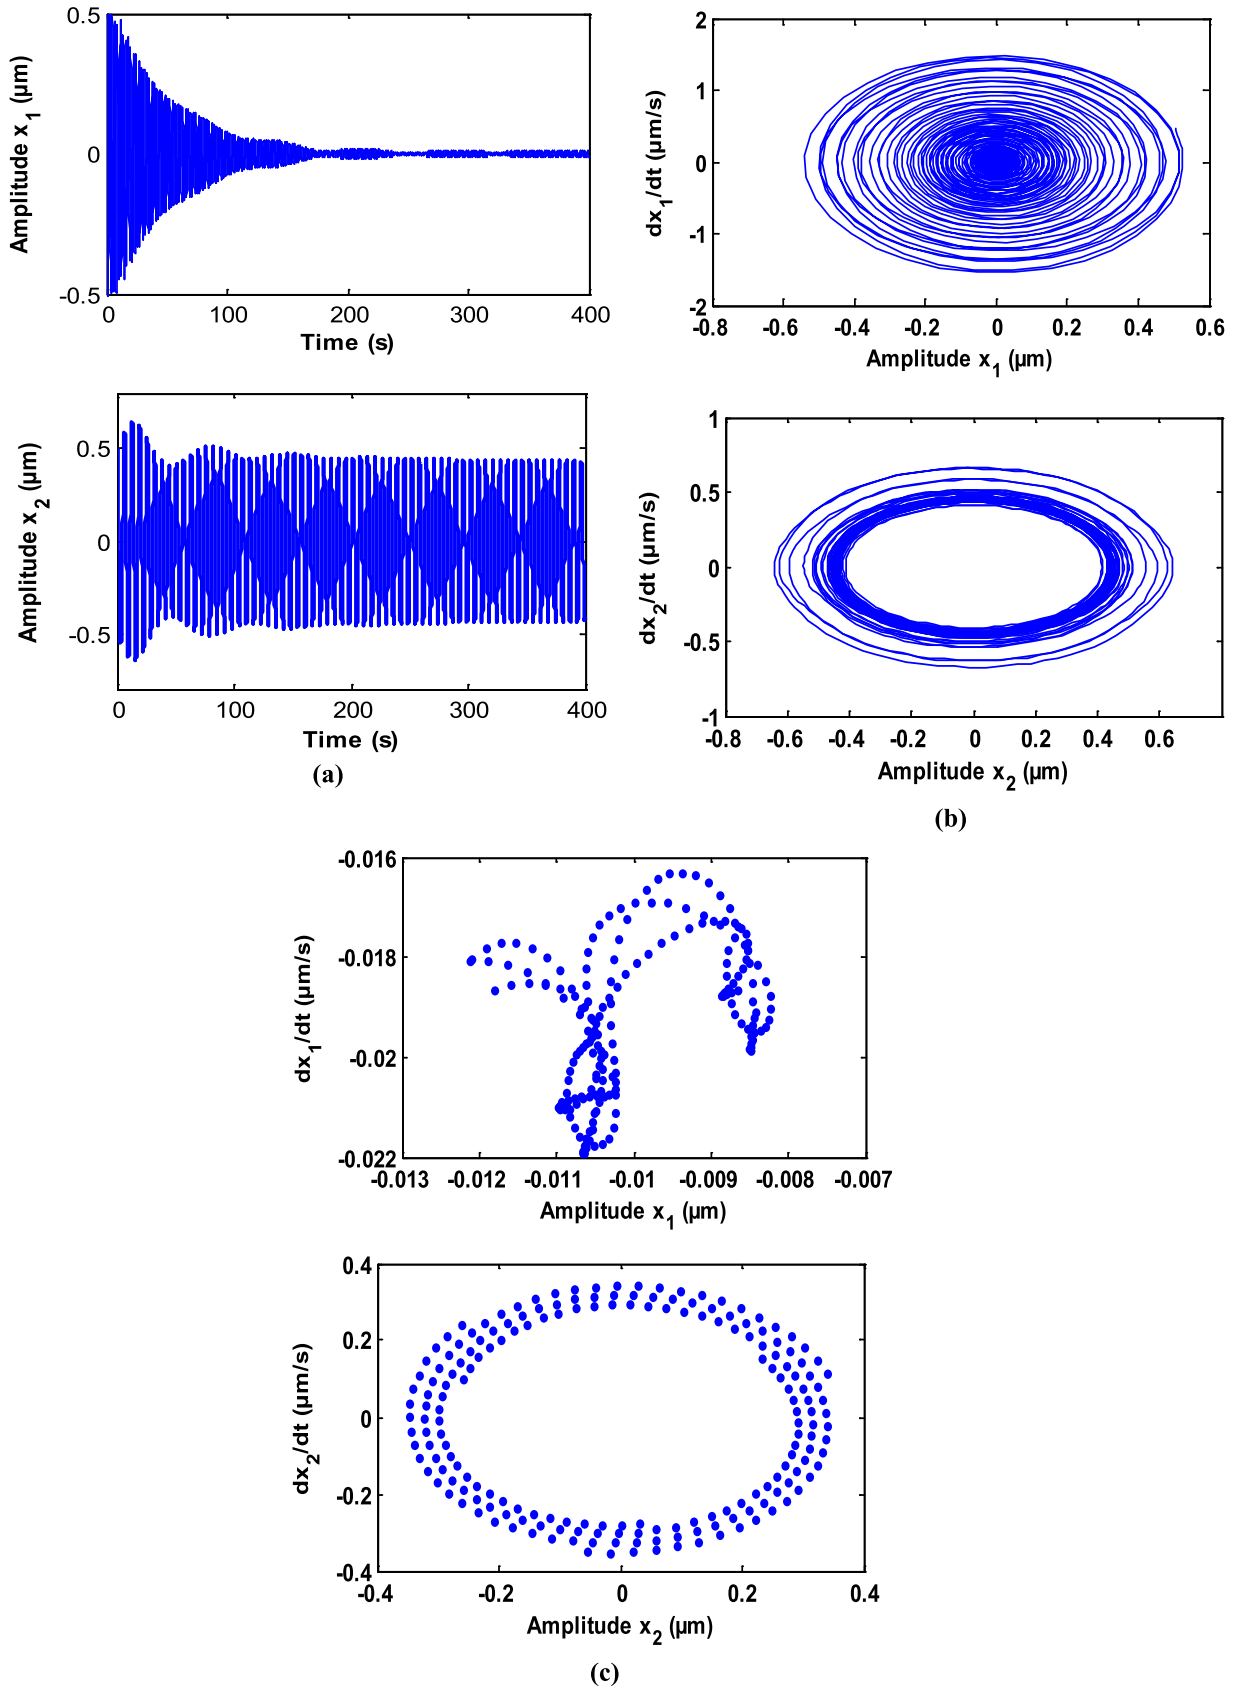 Amplitude x1 (µm)
0.5
0
-0.5
0 100 200 300 400
Time (s)
dx1/dt (µm/s)
2
1
0
-1
-2
-0.8 -0.6 -0.4 -0.2 0 0.2 0.4 0.6
Amplitude x1 (µm)
Amplitude x2 (µm)
0.5
0
-0.5
0 100 200 300 400
Time (s)
(a)
dx2/dt (µm/s)
1
0.5
0
-0.5
-1
-0.8 -0.6 -0.4 -0.2 0 0.2 0.4 0.6
Amplitude x2 (µm)
(b)
dx1/dt (µm/s)
-0.016
-0.018
-0.02
-0.022
-0.013 -0.012 -0.011 -0.01 -0.009 -0.008 -0.007
Amplitude x1 (µm)
dx2/dt (µm/s)
0.4
0.2
0
-0.2
-0.4
-0.4 -0.2 0 0.2 0.4
Amplitude x2 (µm)
(c)